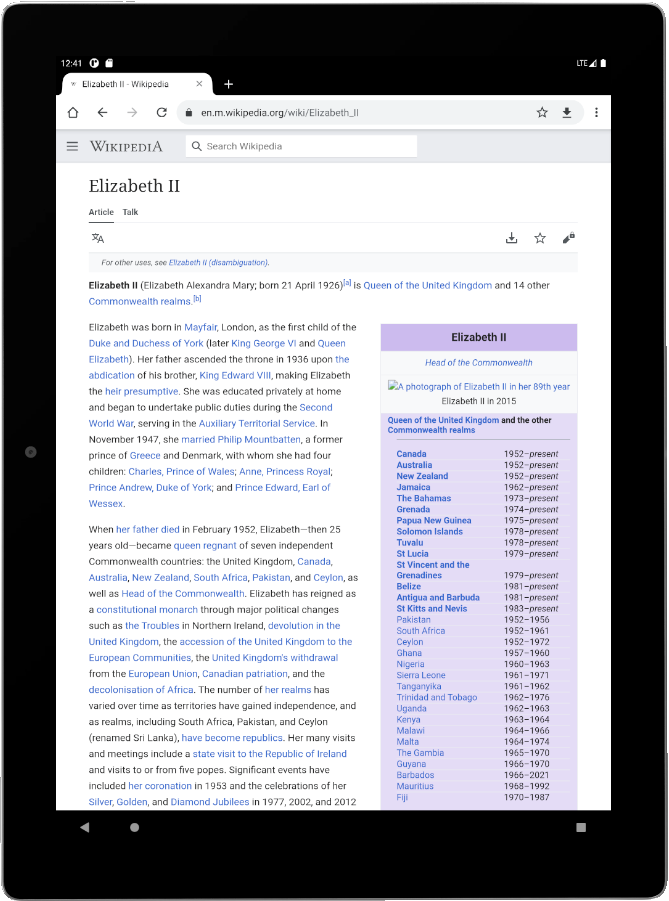 12:41
LTE
Elizabeth II - Wikipedia
en.m.wikipedia.org/wiki/Elizabeth_II
WIKIPEDIA
Search Wikipedia
Elizabeth II
Article Talk
For other uses, see Elizabeth II (disambiguation).
Elizabeth II (Elizabeth Alexandra Mary; born 21 April 1926)[a] is Queen of the United Kingdom and 14 other
Commonwealth realms.[b]
Elizabeth was born in Mayfair, London, as the first child of the
Duke and Duchess of York (later King George VI and Queen
Elizabeth). Her father ascended the throne in 1936 upon the
abdication of his brother, King Edward VIII, making Elizabeth
the heir presumptive. She was educated privately at home
and began to undertake public duties during the Second
World War, serving in the Auxiliary Territorial Service. In
November 1947, she married Philip Mountbatten, a former
prince of Greece and Denmark, with whom she had four
children: Charles, Prince of Wales; Anne, Princess Royal;
Prince Andrew, Duke of York; and Prince Edward, Earl of
Wessex.
When her father died in February 1952, Elizabeth—then 25
years old—became queen regnant of seven independent
Commonwealth countries: the United Kingdom, Canada,
Australia, New Zealand, South Africa, Pakistan, and Ceylon, as
well as Head of the Commonwealth. Elizabeth has reigned as
a constitutional monarch through major political changes
such as the Troubles in Northern Ireland, devolution in the
United Kingdom, the accession of the United Kingdom to the
European Communities, the United Kingdom's withdrawal
from the European Union, Canadian patriation, and the
decolonisation of Africa. The number of her realms has
varied over time as territories have gained independence, and
as realms, including South Africa, Pakistan, and Ceylon
(renamed Sri Lanka), have become republics. Her many visits
and meetings include a state visit to the Republic of Ireland
and visits to or from five popes. Significant events have
included her coronation in 1953 and the celebrations of her
Silver, Golden, and Diamond Jubilees in 1977, 2002, and 2012
Elizabeth II
Head of the Commonwealth
A photograph of Elizabeth II in her 89th year
Elizabeth II in 2015
Queen of the United Kingdom and the other
Commonwealth realms
Canada 1952–present
Australia 1952–present
New Zealand 1952–present
Jamaica 1962–present
The Bahamas 1973–present
Grenada 1974–present
Papua New Guinea 1975–present
Solomon Islands 1978–present
Tuvalu 1978–present
St Lucia 1979–present
St Vincent and the
Grenadines 1979–present
Belize 1981–present
Antigua and Barbuda 1981–present
St Kitts and Nevis 1983–present
Pakistan 1952–1956
South Africa 1952–1961
Ceylon 1952–1972
Ghana 1957–1960
Nigeria 1960–1963
Sierra Leone 1961–1971
Tanganyika 1961–1962
Trinidad and Tobago 1962–1976
Uganda 1962–1963
Kenya 1963–1964
Malawi 1964–1966
Malta 1964–1974
The Gambia 1965–1970
Guyana 1966–1970
Barbados 1966–2021
Mauritius 1968–1992
Fiji 1970–1987